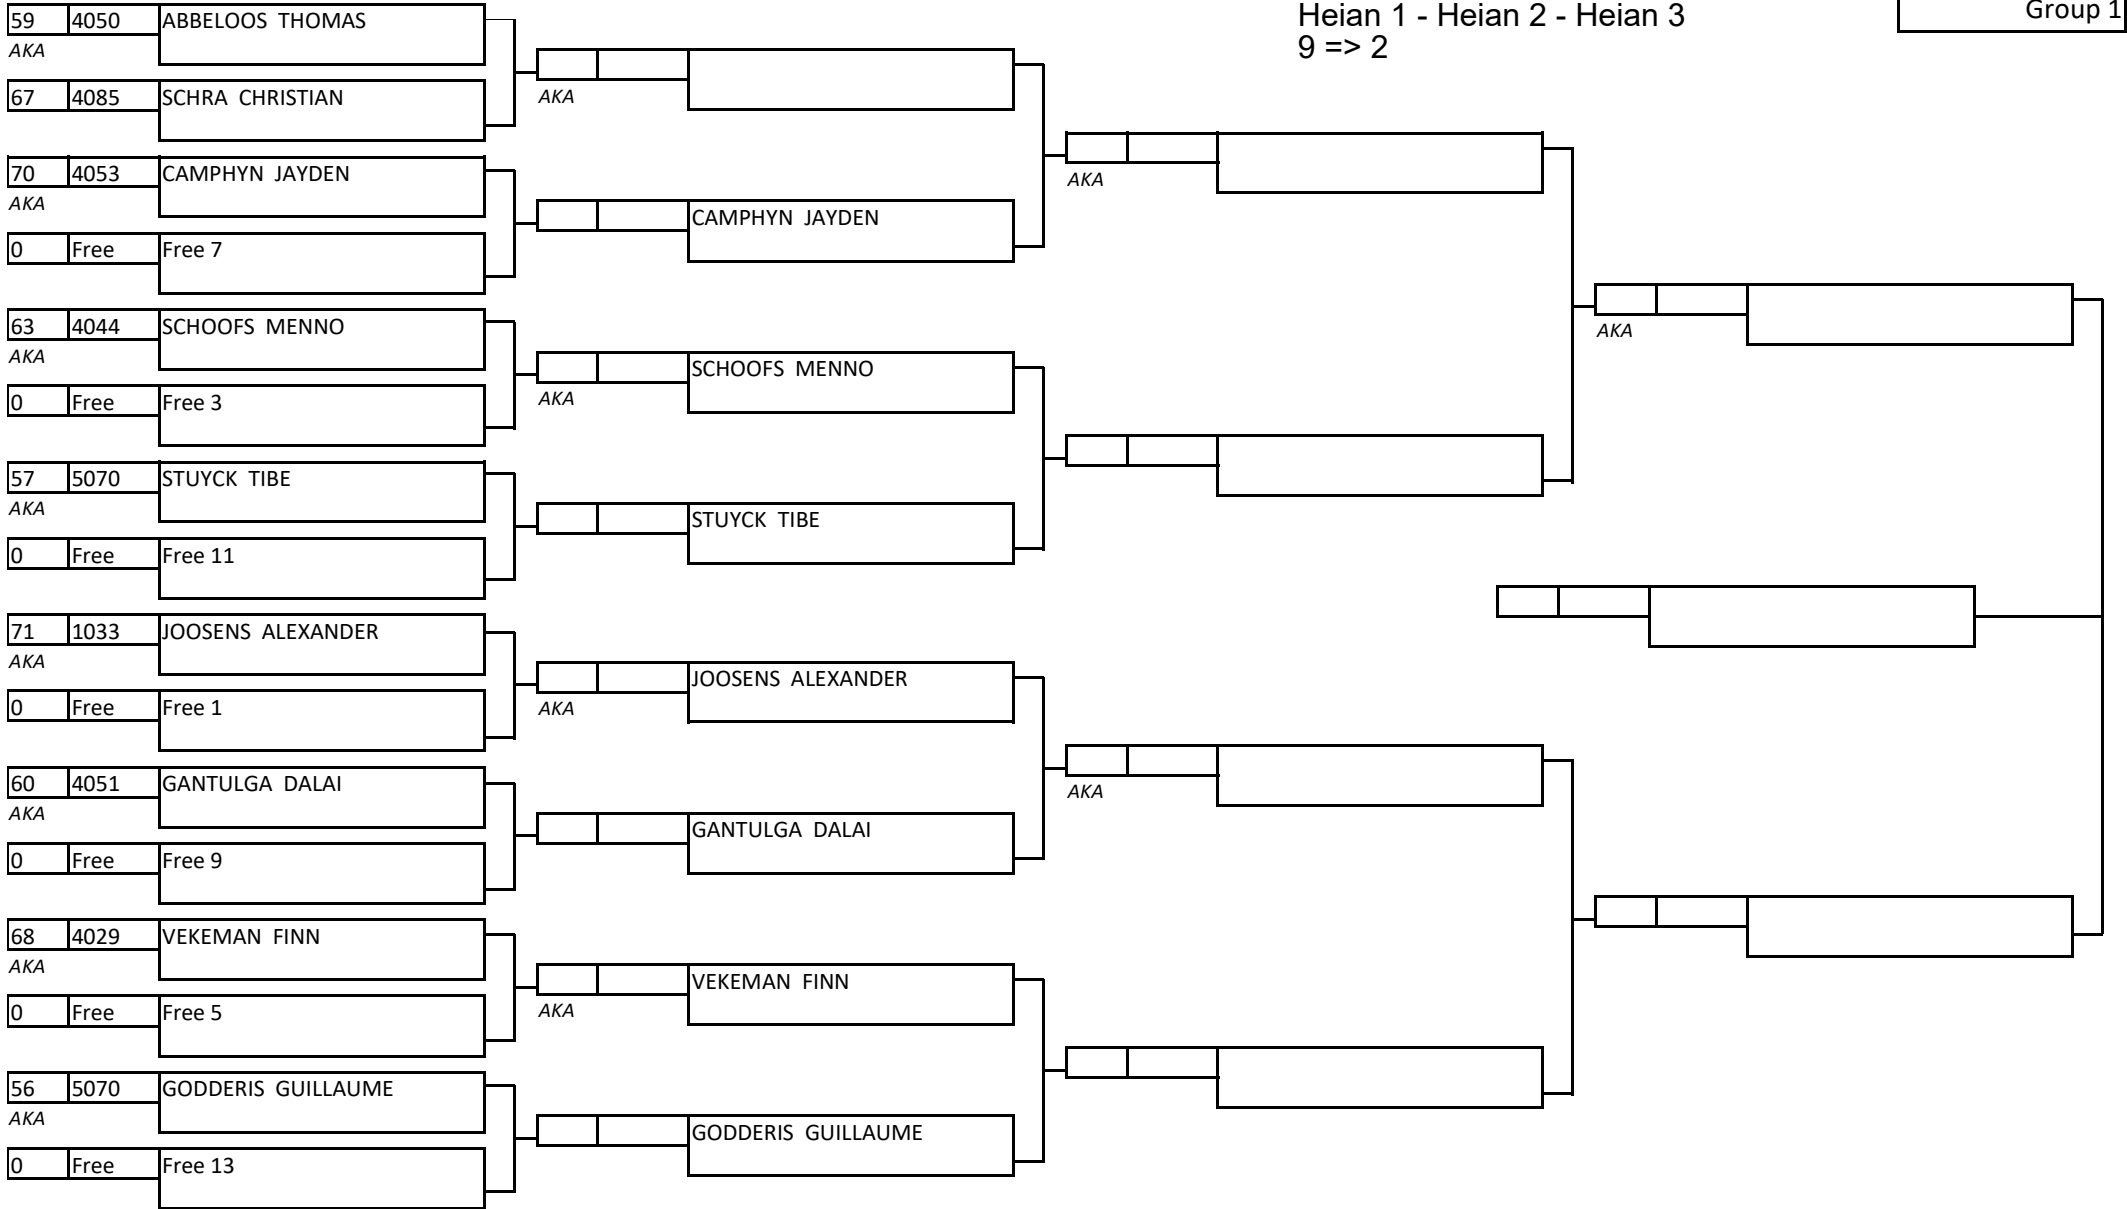 Heian 1 - Heian 2 - Heian 3
9 => 2
Group 1
59 4050 ABBELOOS THOMAS
AKA
67 4085 SCHRA CHRISTIAN
70 4053 CAMPHYN JAYDEN
AKA
0 Free Free 7
63 4044 SCHOOFS MENNO
AKA
0 Free Free 3
57 5070 STUYCK TIBE
AKA
0 Free Free 11
71 1033 JOOSENS ALEXANDER
AKA
0 Free Free 1
60 4051 GANTULGA DALAI
AKA
0 Free Free 9
68 4029 VEKEMAN FINN
AKA
0 Free Free 5
56 5070 GODDERIS GUILLAUME
AKA
0 Free Free 13
AKA
CAMPHYN JAYDEN
SCHOOFS MENNO
AKA
STUYCK TIBE
JOOSENS ALEXANDER
AKA
GANTULGA DALAI
VEKEMAN FINN
AKA
GODDERIS GUILLAUME
AKA
AKA
AKA